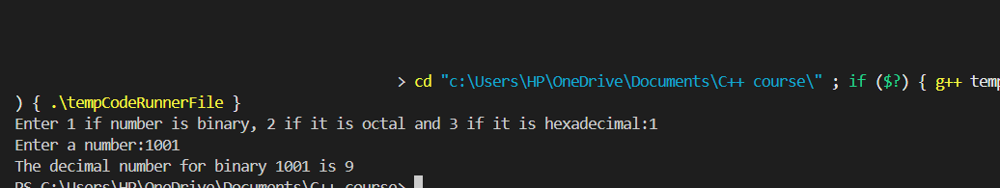 > cd "c:\Users\HP\OneDrive\Documents\C++ course\" ; if ($?) { g++ temp
) { .\tempCodeRunnerFile }
Enter 1 if number is binary, 2 if it is octal and 3 if it is hexadecimal:1
Enter a number:1001
The decimal number for binary 1001 is 9
PS C:\Users\HP\OneDrive\Documents\C++ course>